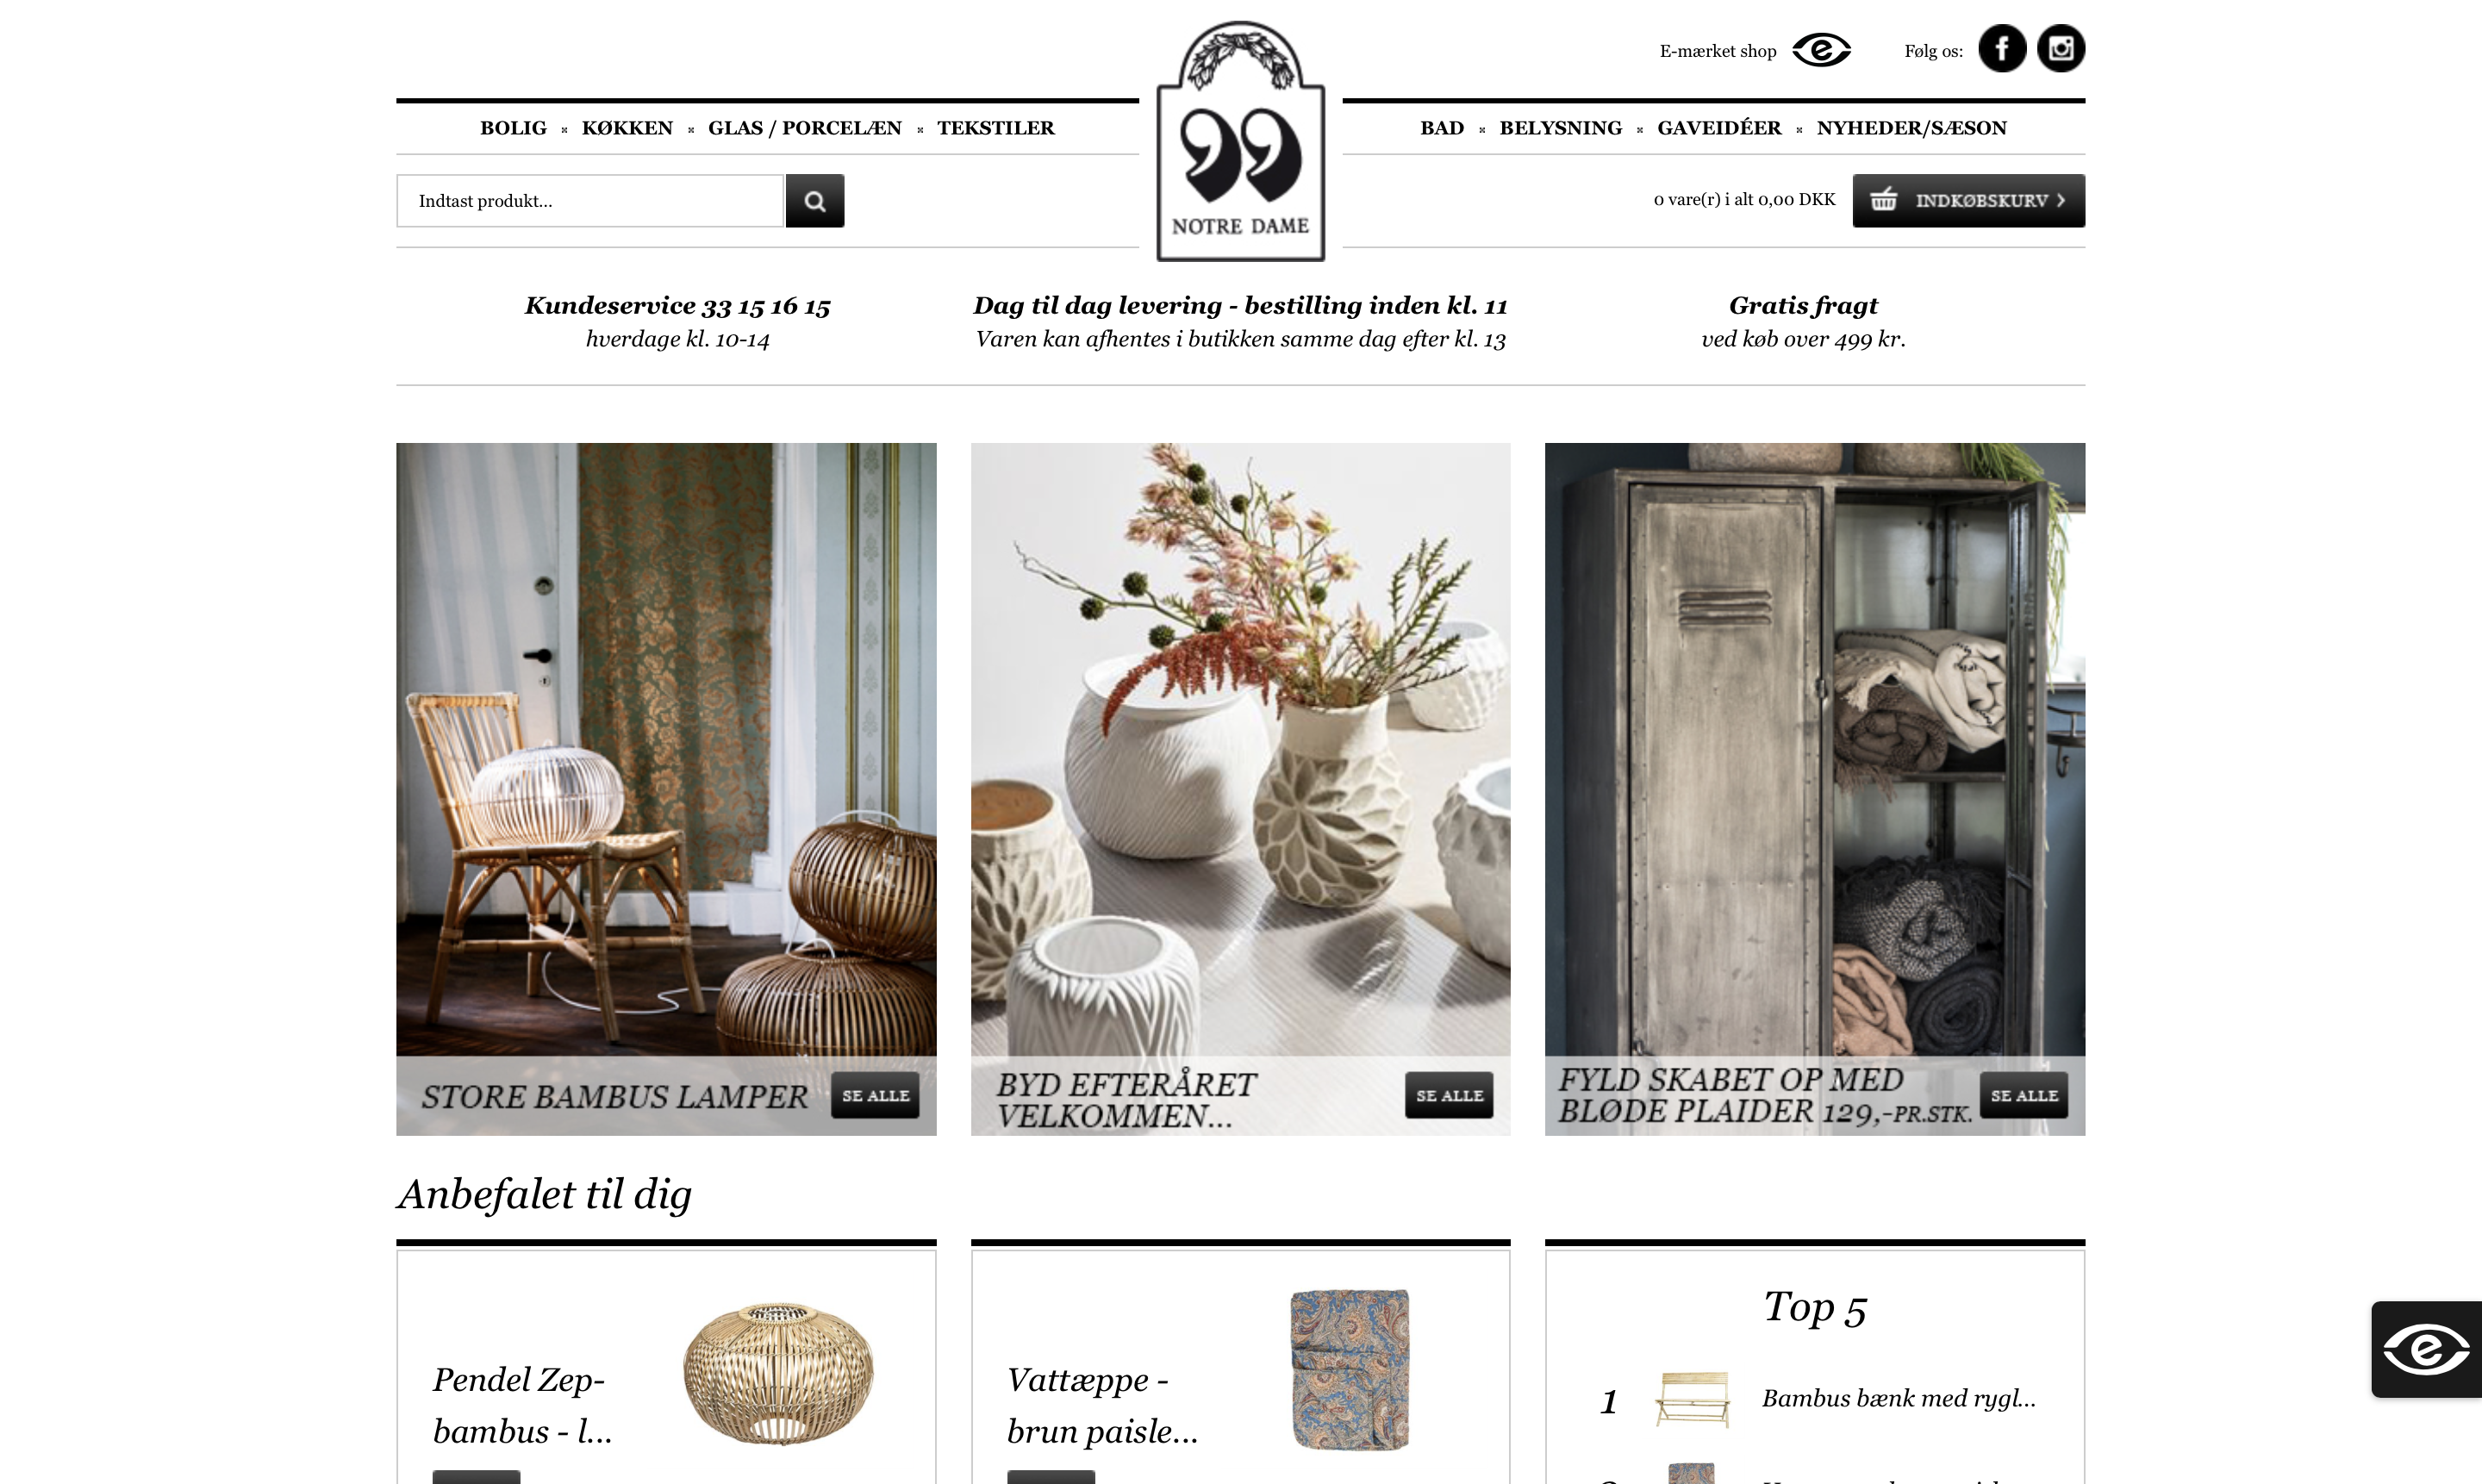 E-mærket shop
Følg os:
BOLIG
KØKKEN
GLAS / PORCELÆN
TEKSTILER
99
NOTRE DAME
BAD
BELYSNING
GAVEIDÉER
NYHEDER/SÆSON
Indtast produkt...
0 vare(r) i alt 0,00 DKK
INDKØBSKURV
Kundeservice 33 15 16 15
hverdage kl. 10-14
Dag til dag levering - bestilling inden kl. 11
Varen kan afhentes i butikken samme dag efter kl. 13
Gratis fragt
ved køb over 499 kr.
STORE BAMBUS LAMPER
SE ALLE
BYD EFTERÅRET
VELKOMMEN...
SE ALLE
FYLD SKABET OP MED
BLØDE PLAIDER 129,-PR.STK.
SE ALLE
Anbefalet til dig
Pendel Zep-
bambus - l...
Vattæppe -
brun paisle...
Top 5
1
Bambus bænk med rygl...